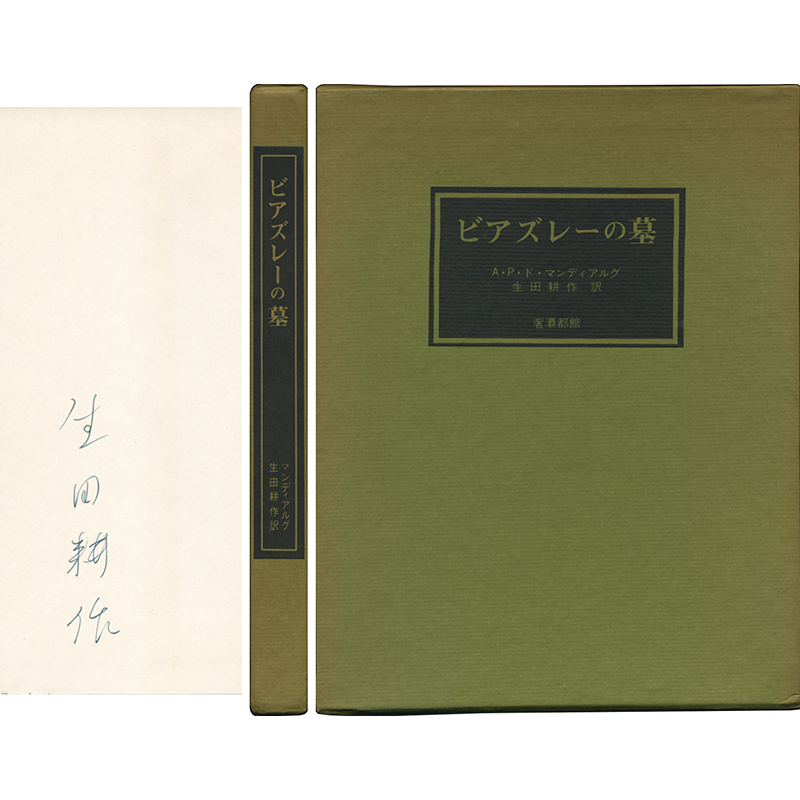 生田耕作
ビアズレーの墓
マンディアルグ
生田耕作訳
ビアズレーの墓
A・P・ド・マンディアルグ
生田耕作 訳
奢灞都館